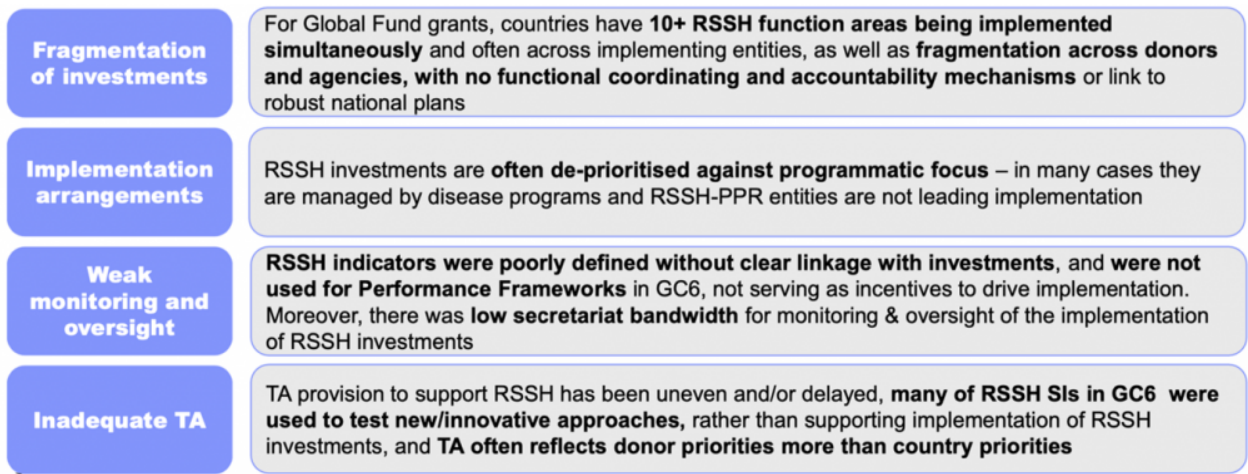 Fragmentation
of investments
For Global Fund grants, countries have 10+ RSSH function areas being implemented
simultaneously and often across implementing entities, as well as fragmentation across donors
and agencies, with no functional coordinating and accountability mechanisms or link to
robust national plans
Implementation
arrangements
RSSH investments are often de-prioritised against programmatic focus – in many cases they
are managed by disease programs and RSSH-PPR entities are not leading implementation
Weak
monitoring and
oversight
RSSH indicators were poorly defined without clear linkage with investments, and were not
used for Performance Frameworks in GC6, not serving as incentives to drive implementation.
Moreover, there was low secretariat bandwidth for monitoring & oversight of the implementation
of RSSH investments
Inadequate TA
TA provision to support RSSH has been uneven and/or delayed, many of RSSH SIs in GC6 were
used to test new/innovative approaches, rather than supporting implementation of RSSH
investments, and TA often reflects donor priorities more than country priorities